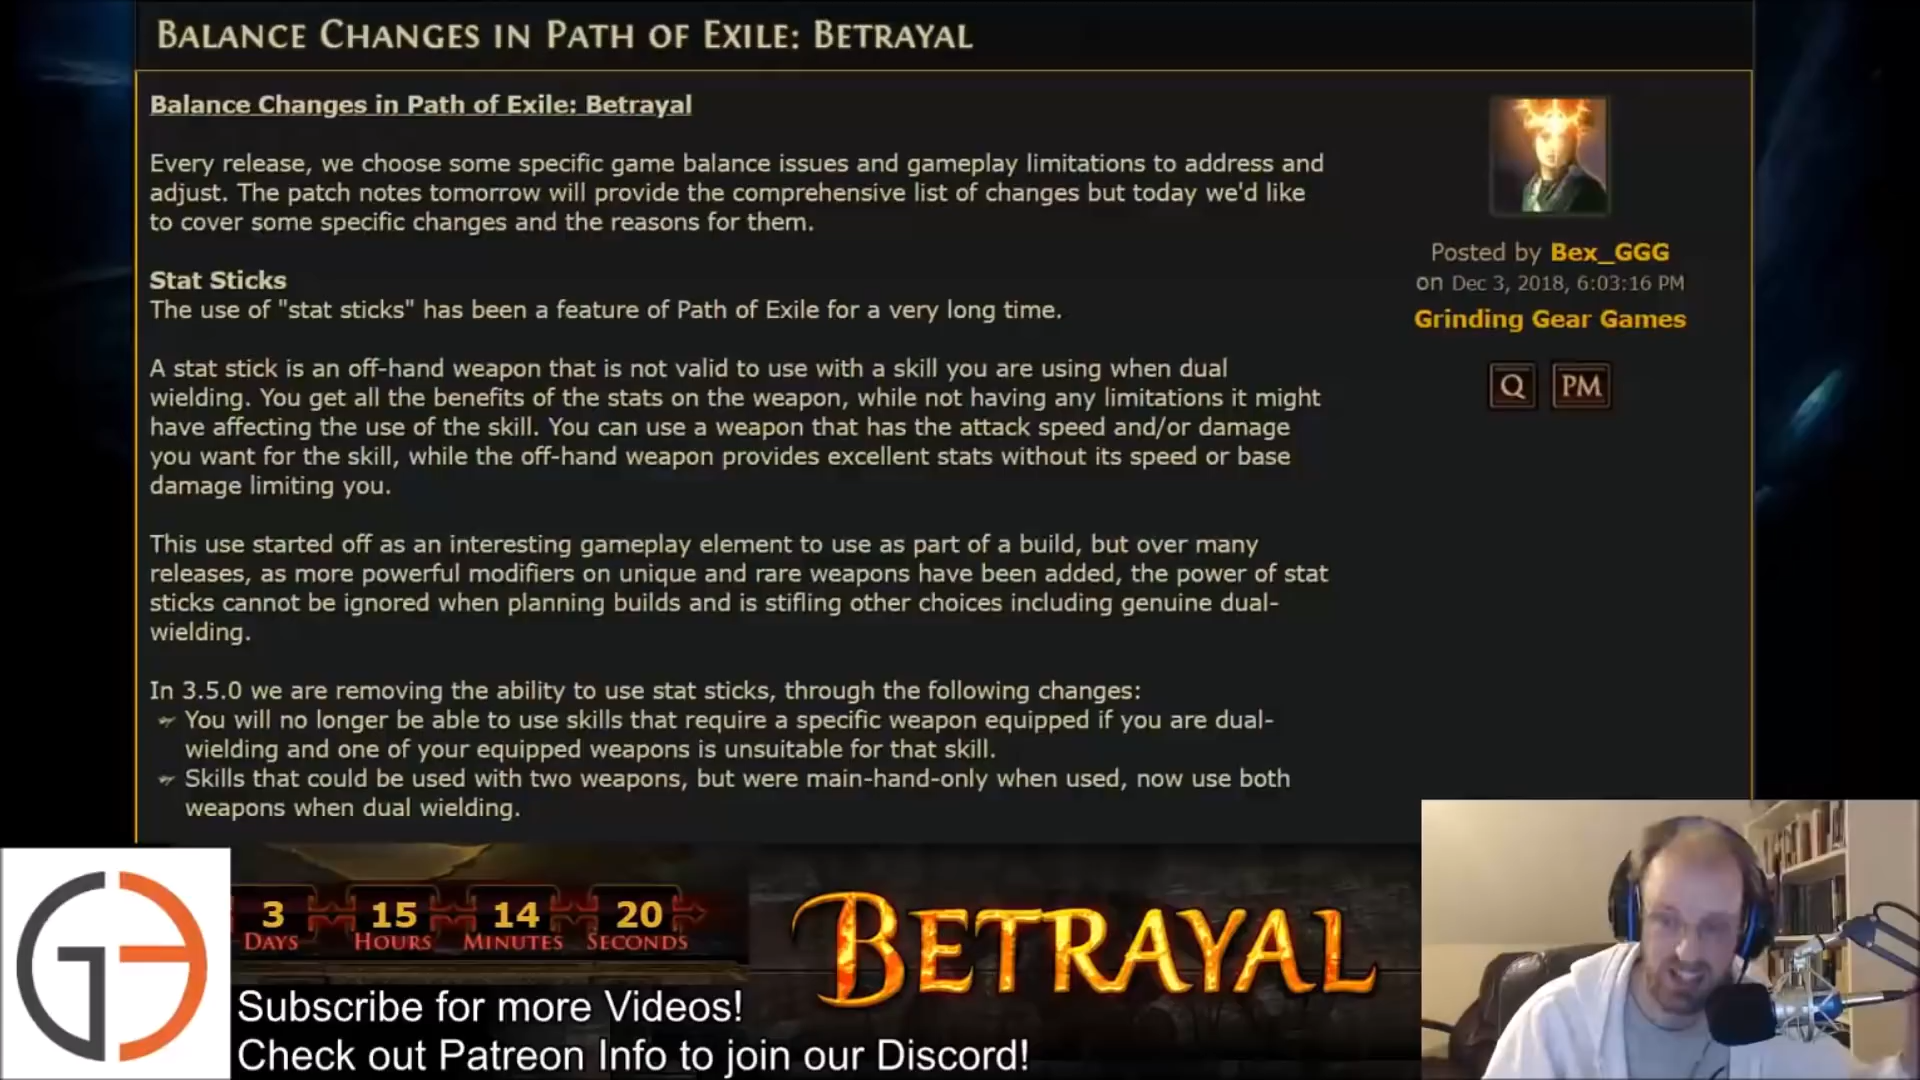 BALANCE CHANGES IN PATH OF EXILE: BETRAYAL
Balance Changes in Path of Exile: Betrayal
Every release, we choose some specific game balance issues and gameplay limitations to address and
adjust. The patch notes tomorrow will provide the comprehensive list of changes but today we'd like
to cover some specific changes and the reasons for them.
Stat Sticks
The use of "stat sticks" has been a feature of Path of Exile for a very long time.
A stat stick is an off-hand weapon that is not valid to use with a skill you are using when dual
wielding. You get all the benefits of the stats on the weapon, while not having any limitations it might
have affecting the use of the skill. You can use a weapon that has the attack speed and/or damage
you want for the skill, while the off-hand weapon provides excellent stats without its speed or base
damage limiting you.
This use started off as an interesting gameplay element to use as part of a build, but over many
releases, as more powerful modifiers on unique and rare weapons have been added, the power of stat
sticks cannot be ignored when planning builds and is stifling other choices including genuine dual-
wielding.
In 3.5.0 we are removing the ability to use stat sticks, through the following changes:
You will no longer be able to use skills that require a specific weapon equipped if you are dual-
wielding and one of your equipped weapons is unsuitable for that skill.
Skills that could be used with two weapons, but were main-hand-only when used, now use both
weapons when dual wielding.
Posted by Bex_GGG
on Dec 3, 2018, 6:03:16 PM
Grinding Gear Games
Q PM
3 15 14 20
DAYS HOURS MINUTES SECONDS
BETRAYAL
Subscribe for more Videos!
Check out Patreon Info to join our Discord!